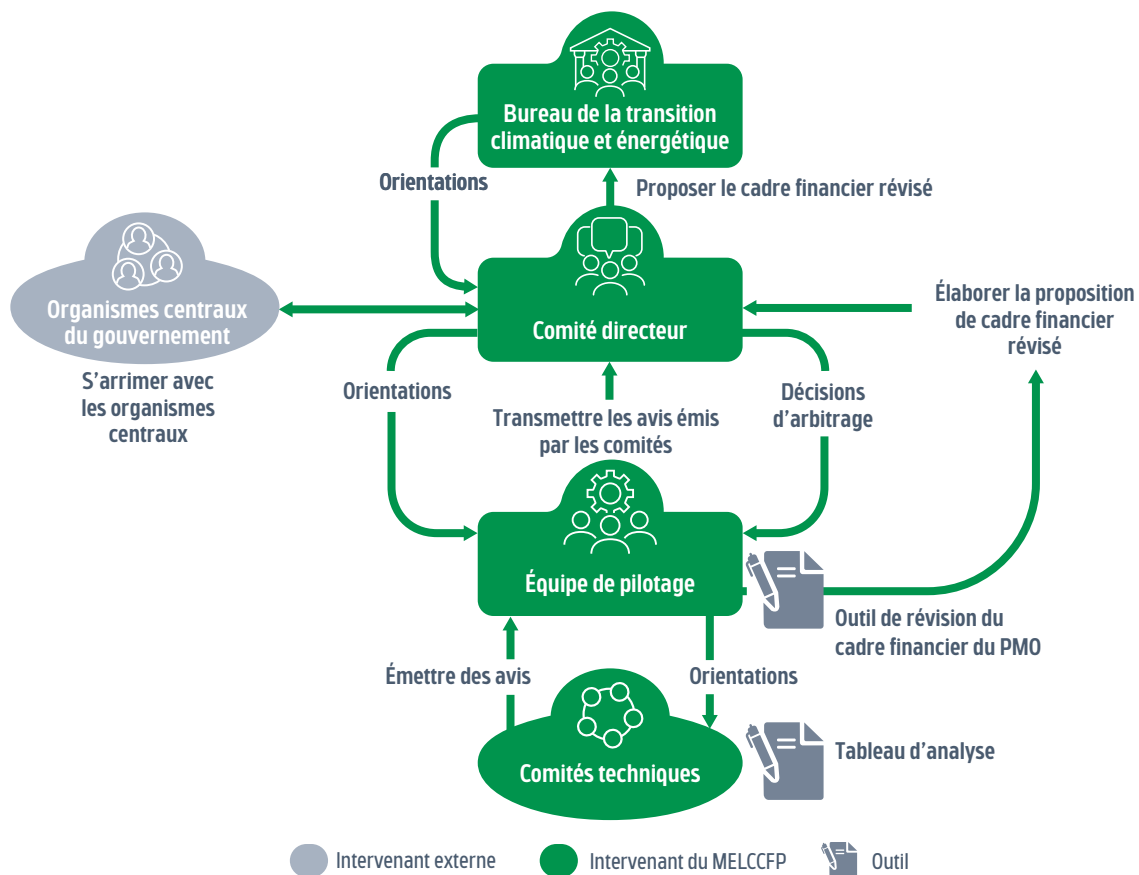 Bureau de la transition
climatique et énergétique
Orientations
Proposer le cadre financier révisé
Organismes centraux
du gouvernement
S'arrimer avec
les organismes
centraux
Comité directeur
Élaborer la proposition
de cadre financier
révisé
Orientations
Transmettre les avis émis
par les comités
Décisions
d'arbitrage
Équipe de pilotage
Outil de révision du
cadre financier du PMO
Émettre des avis
Orientations
Comités techniques
Tableau d'analyse
Intervenant externe
Intervenant du MELCCFP
Outil